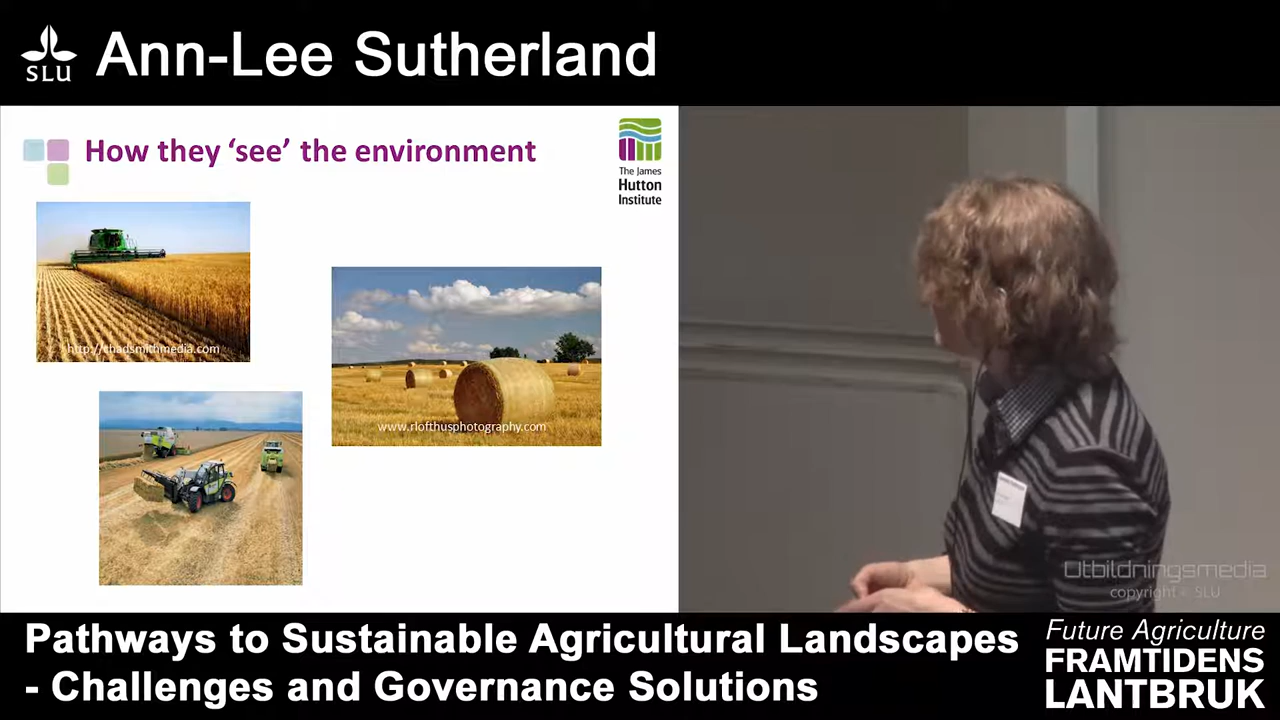 SLU
Ann-Lee Sutherland
How they ‘see’ the environment
The James
Hutton
Institute
http://chadsmithmedia.com
www.rlofthusphotography.com
Utbildningsmedia
copyright - SLU
Pathways to Sustainable Agricultural Landscapes
- Challenges and Governance Solutions
Future Agriculture
FRAMTIDENS
LANTBRUK